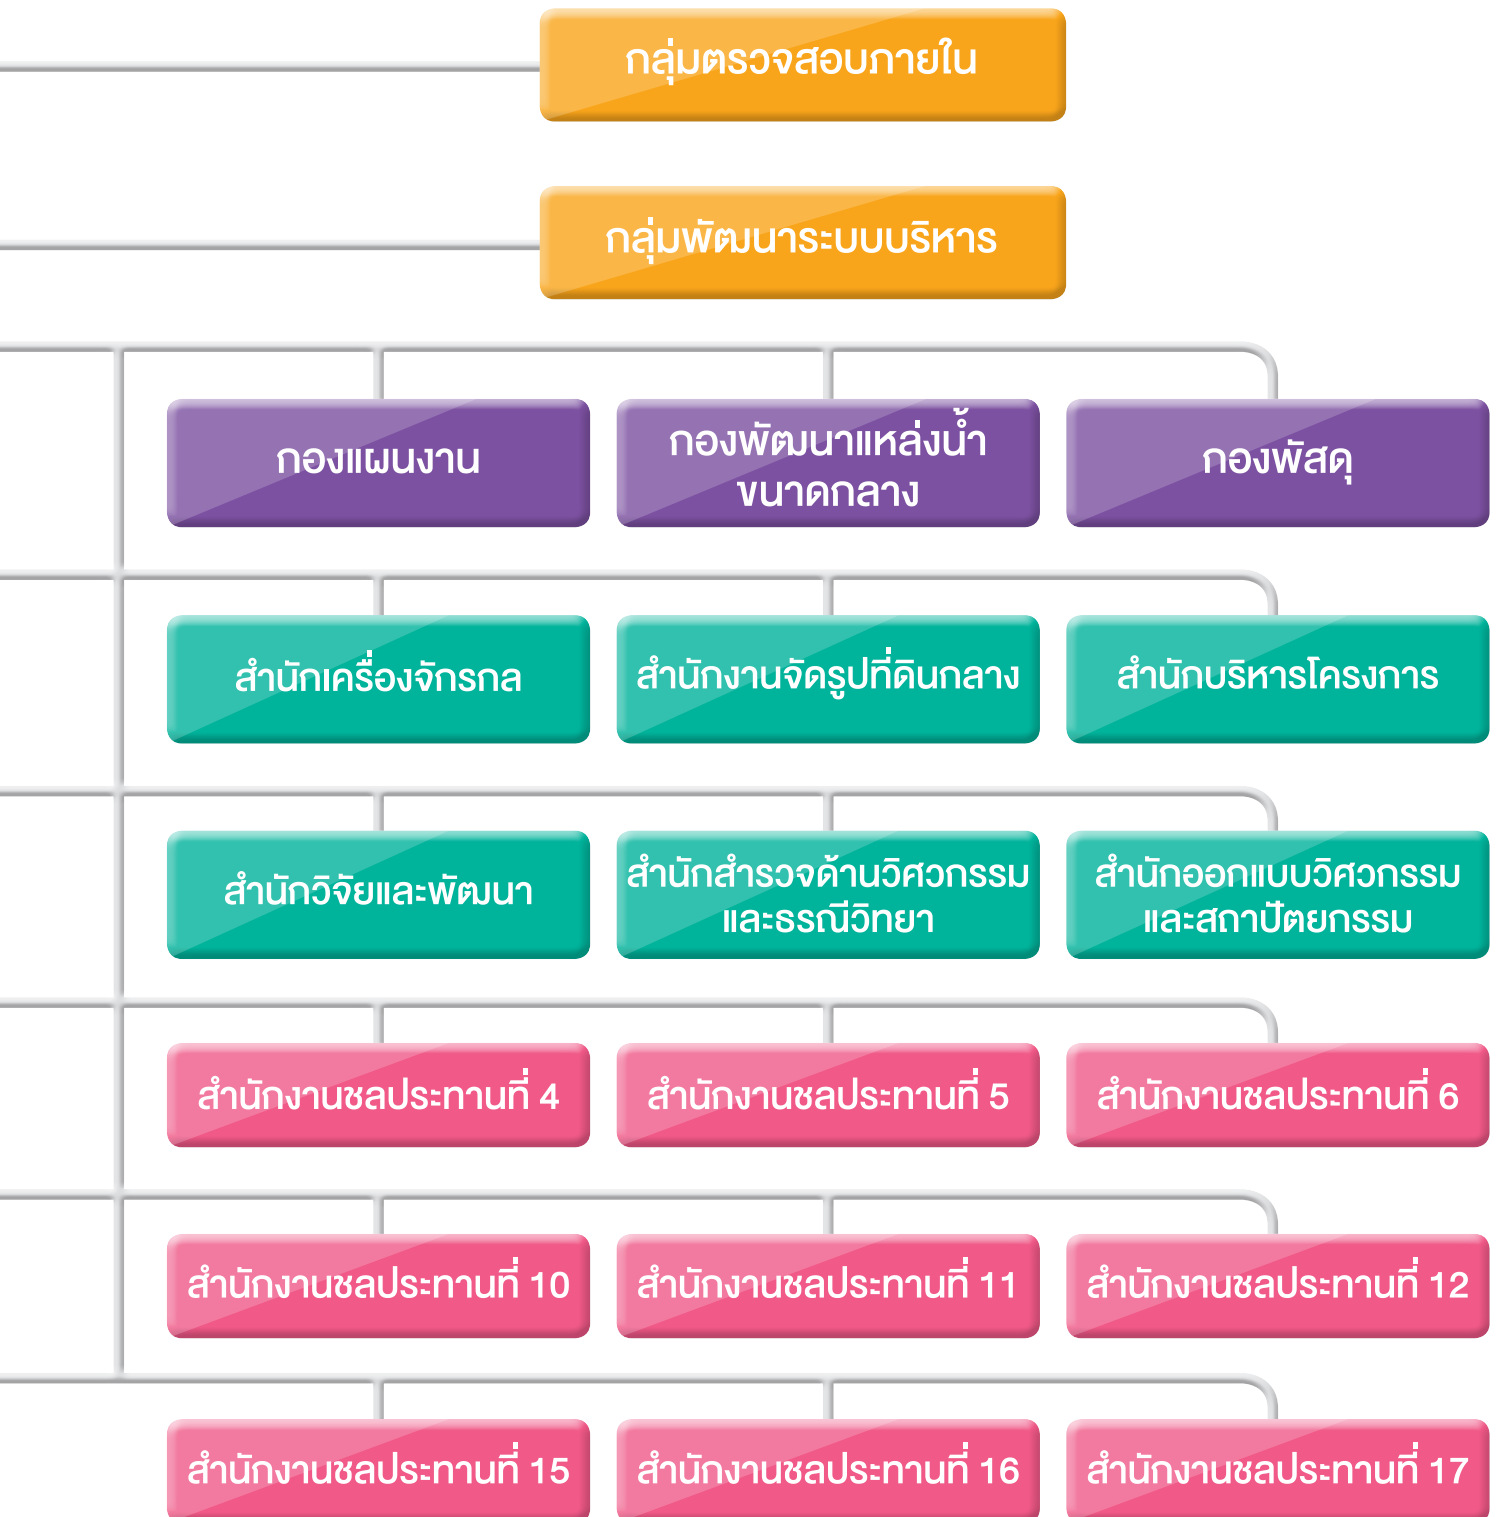 กลุ่มตรวจสอบภายใน
กลุ่มพัฒนาระบบบริหาร
กองแผนงาน
กองพัฒนาแหล่งน้ำ
ขนาดกลาง
กองพัสดุ
สำนักเครื่องจักรกล
สำนักงานจัดรูปที่ดินกลาง
สำนักบริหารโครงการ
สำนักวิจัยและพัฒนา
สำนักสำรวจด้านวิศวกรรม
และธรณีวิทยา
สำนักออกแบบวิศวกรรม
และสถาปัตยกรรม
สำนักงานชลประทานที่ 4
สำนักงานชลประทานที่ 5
สำนักงานชลประทานที่ 6
สำนักงานชลประทานที่ 10
สำนักงานชลประทานที่ 11
สำนักงานชลประทานที่ 12
สำนักงานชลประทานที่ 15
สำนักงานชลประทานที่ 16
สำนักงานชลประทานที่ 17